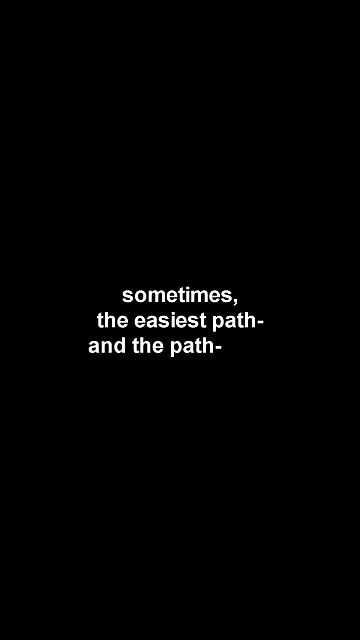 sometimes,
the easiest path-
and the path-